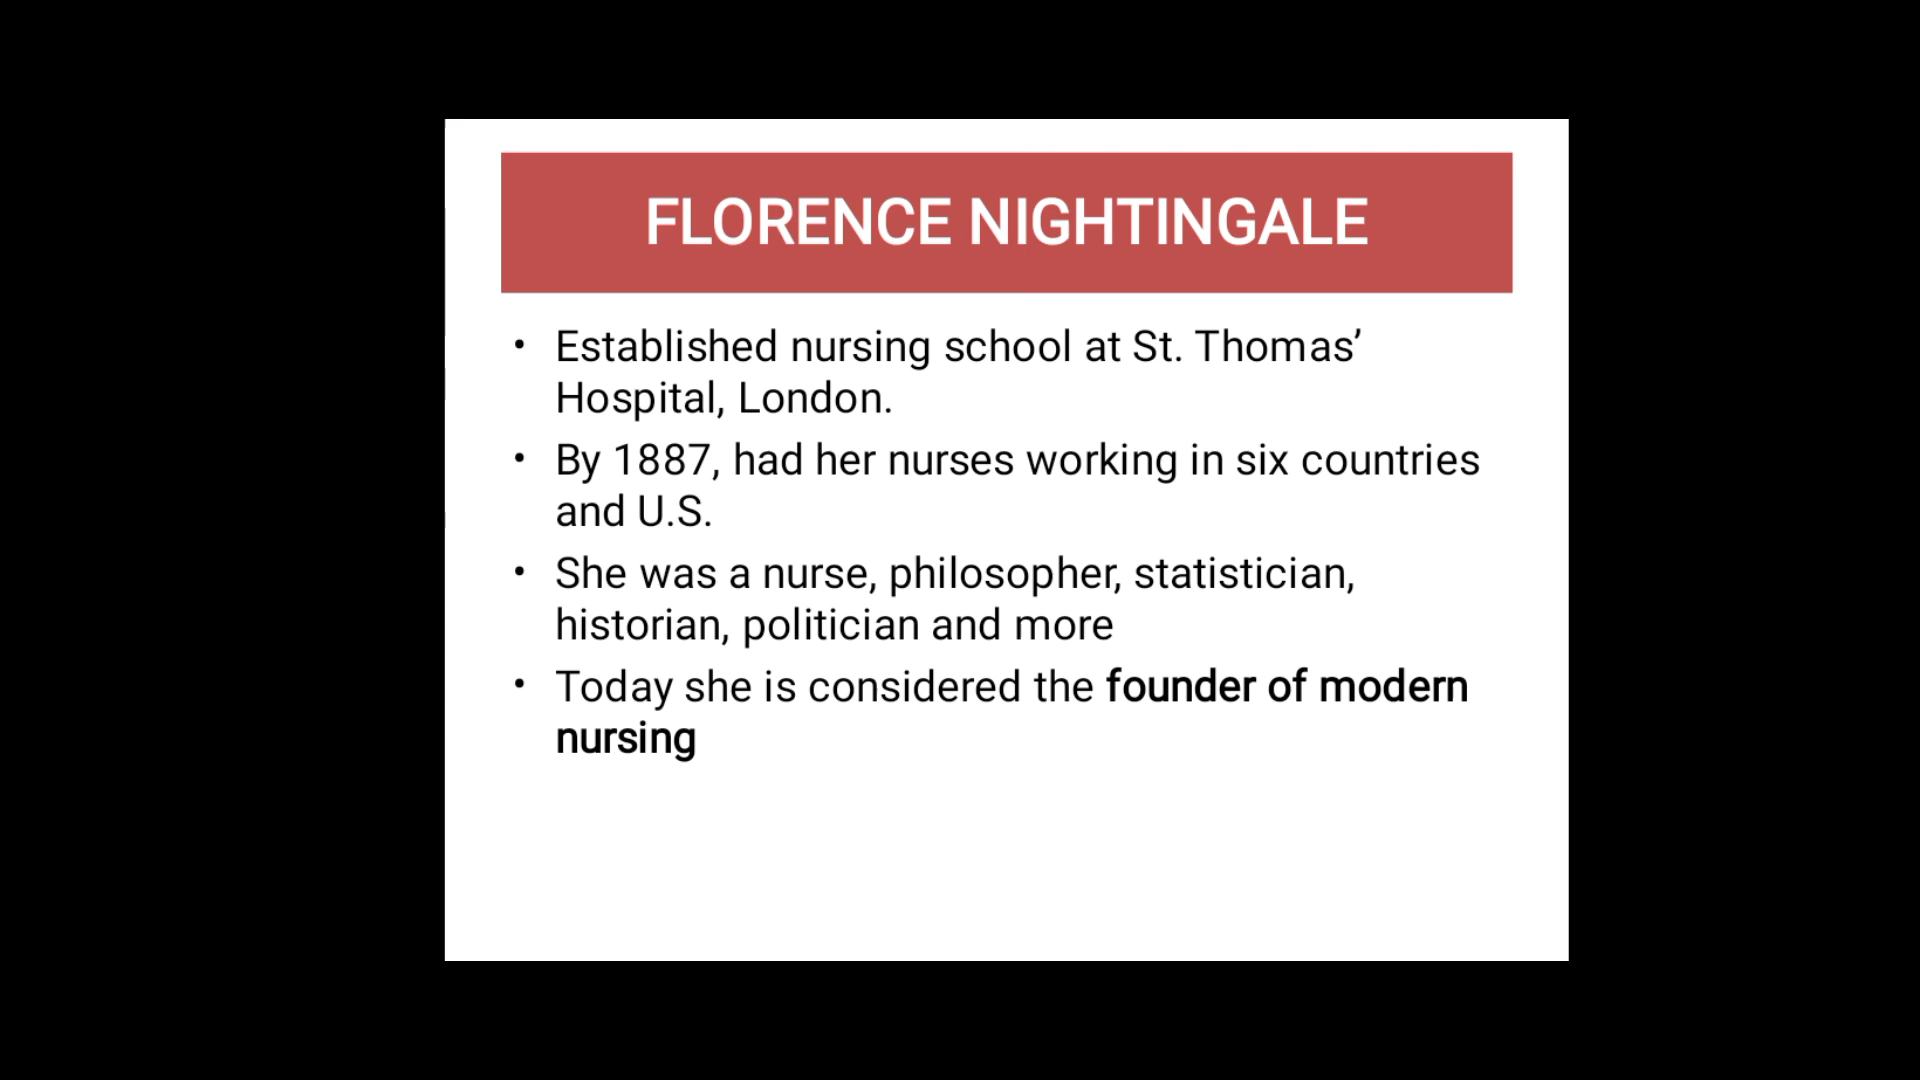 FLORENCE NIGHTINGALE
• Established nursing school at St. Thomas’
Hospital, London.
• By 1887, had her nurses working in six countries
and U.S.
• She was a nurse, philosopher, statistician,
historian, politician and more
• Today she is considered the founder of modern
nursing